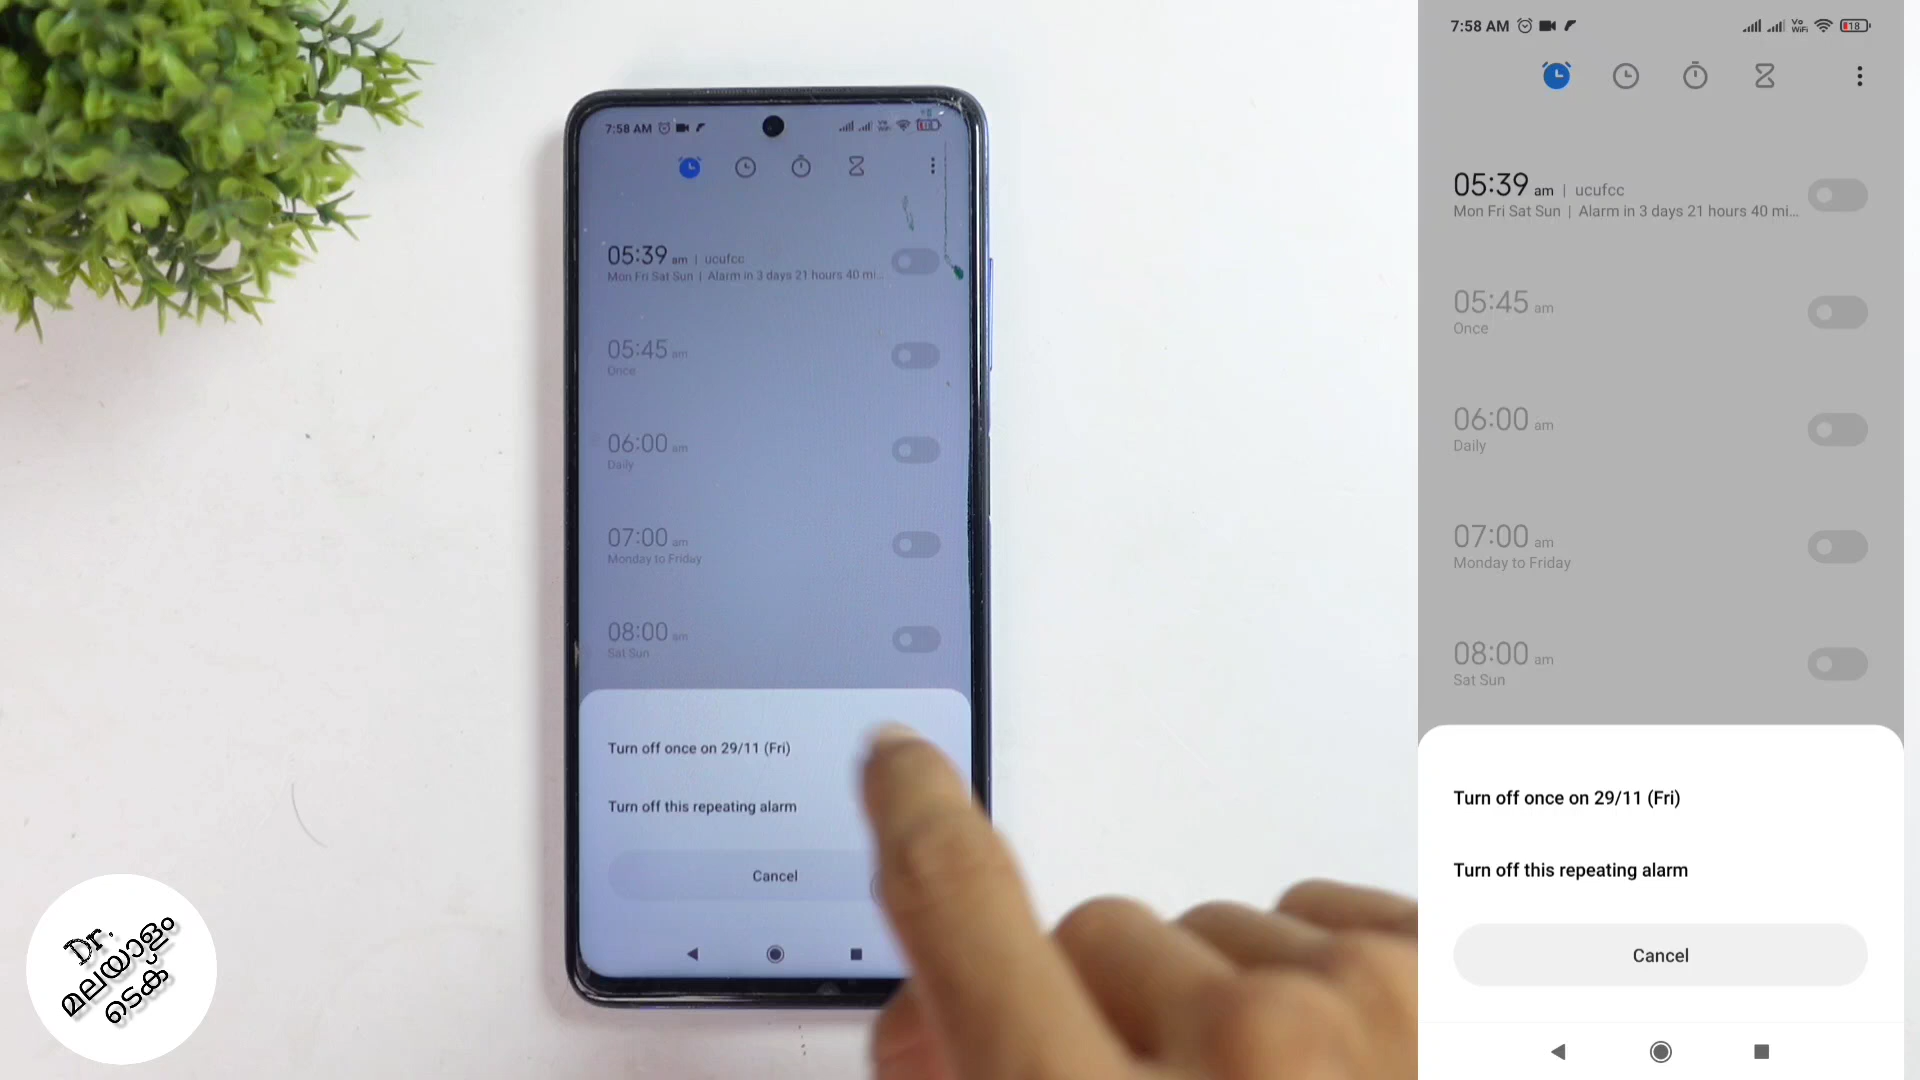 7:58 AM
18
05:39 am | ucufcc
Mon Fri Sat Sun | Alarm in 3 days 21 hours 40 mi...
05:45 am
Once
06:00 am
Daily
07:00 am
Monday to Friday
08:00 am
Sat Sun
Turn off once on 29/11 (Fri)
Turn off this repeating alarm
Cancel
7:58 AM
Vo
WiFi
18
05:39 am | ucufcc
Mon Fri Sat Sun | Alarm in 3 days 21 hours 40 mi...
05:45 am
Once
06:00 am
Daily
07:00 am
Monday to Friday
08:00 am
Sat Sun
Turn off once on 29/11 (Fri)
Turn off this repeating alarm
Cancel
Dr.
മലയാളം
ടെക്